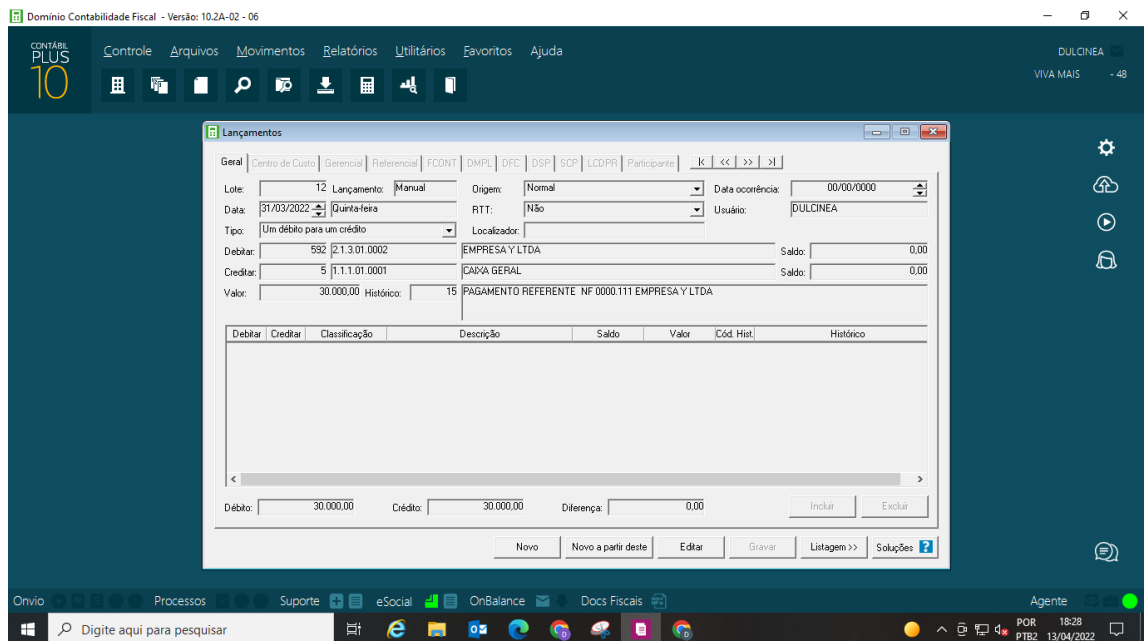 Domínio Contabilidade Fiscal - Versão: 10.2A-02 - 06
CONTÁBIL
PLUS
10
Controle Arquivos Movimentos Relatórios Utilitários Favoritos Ajuda
DULCINEA
VIVA MAIS - 48
Lançamentos
Geral Centro de Custo Gerencial Referencial FCONT DMPL DFC DSP SCP LCDPR Participante K << >> >|
Lote: 12 Lançamento: Manual Origem: Normal Data ocorrência: 00/00/0000
Data: 31/03/2022 Quinta-feira RTT: Não Usuário: DULCINEA
Tipo: Um débito para um crédito Localizador:
Debitar: 592 2.1.3.01.0002 EMPRESA Y LTDA Saldo: 0,00
Creditar: 5 1.1.1.01.0001 CAIXA GERAL Saldo: 0,00
Valor: 30.000,00 Histórico: 15 PAGAMENTO REFERENTE NF 0000.111 EMPRESA Y LTDA
Debitar Creditar Classificação Descrição Saldo Valor Cód. Hist. Histórico
Débito: 30.000,00 Crédito: 30.000,00 Diferença: 0,00 Incluir Excluir
Novo Novo a partir deste Editar Gravar Listagem >> Soluções ?
Onvio Processos Suporte eSocial OnBalance Docs Fiscais Agente
Digite aqui para pesquisar
POR 18:28
PTB2 13/04/2022